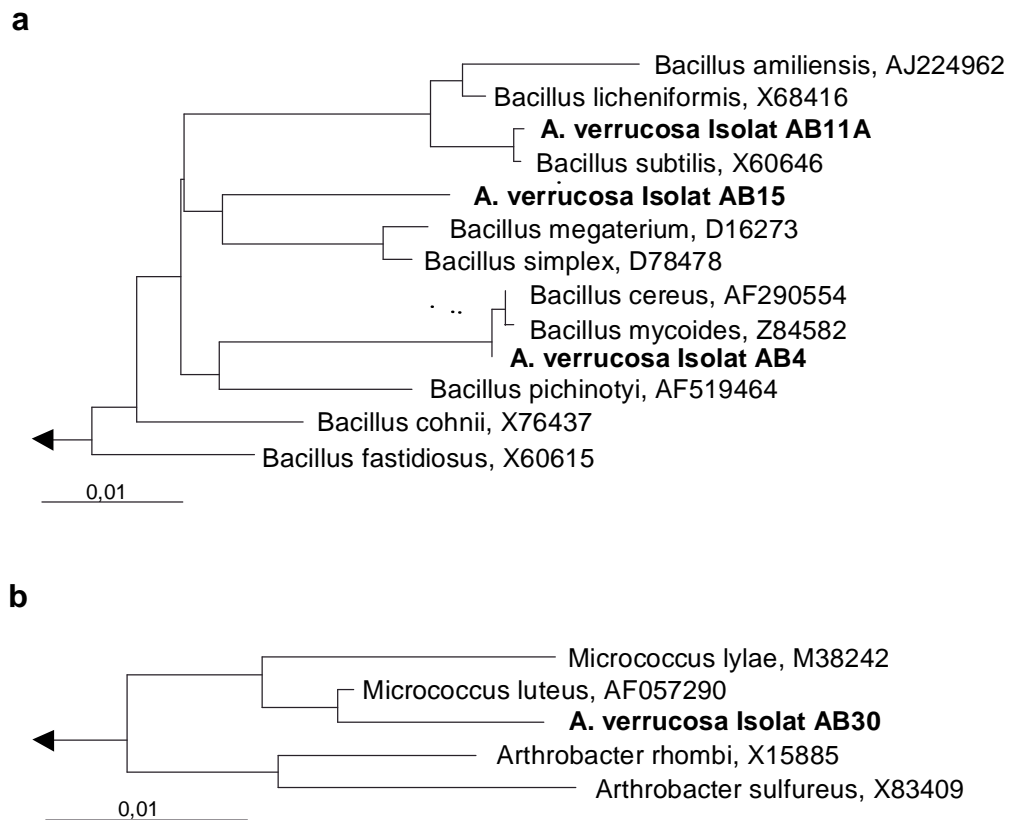 a
Bacillus amiliensis, AJ224962
Bacillus licheniformis, X68416
A. verrucosa Isolat AB11A
Bacillus subtilis, X60646
A. verrucosa Isolat AB15
Bacillus megaterium, D16273
Bacillus simplex, D78478
Bacillus cereus, AF290554
Bacillus mycoides, Z84582
A. verrucosa Isolat AB4
Bacillus pichinotyi, AF519464
Bacillus cohnii, X76437
Bacillus fastidiosus, X60615
0,01
b
Micrococcus lylae, M38242
Micrococcus luteus, AF057290
A. verrucosa Isolat AB30
Arthrobacter rhombi, X15885
Arthrobacter sulfureus, X83409
0,01